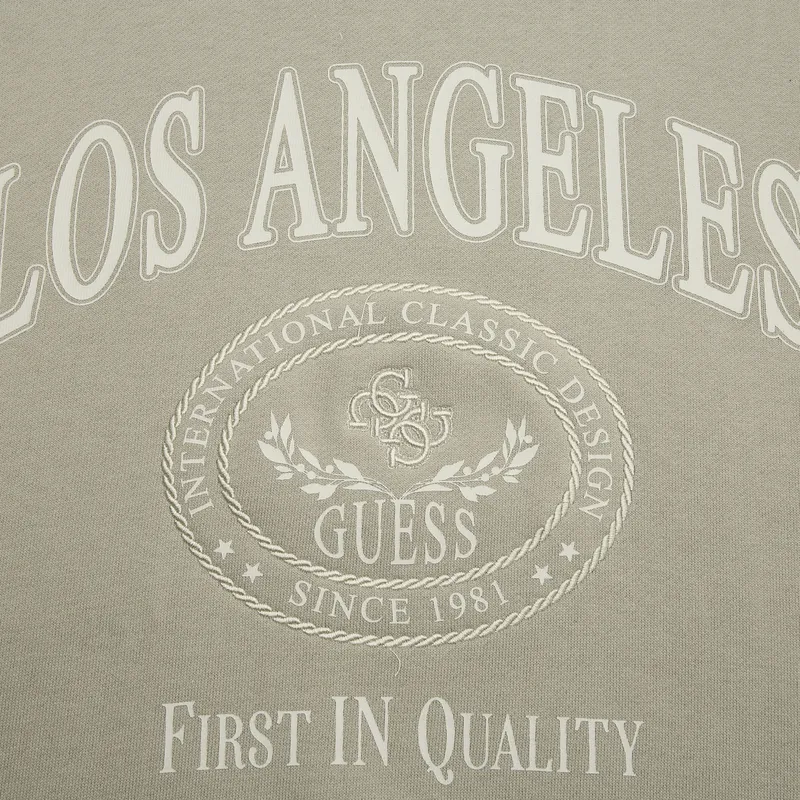 LOS ANGELES
INTERNATIONAL CLASSIC DESIGN
GUESS
SINCE 1981
FIRST IN QUALITY